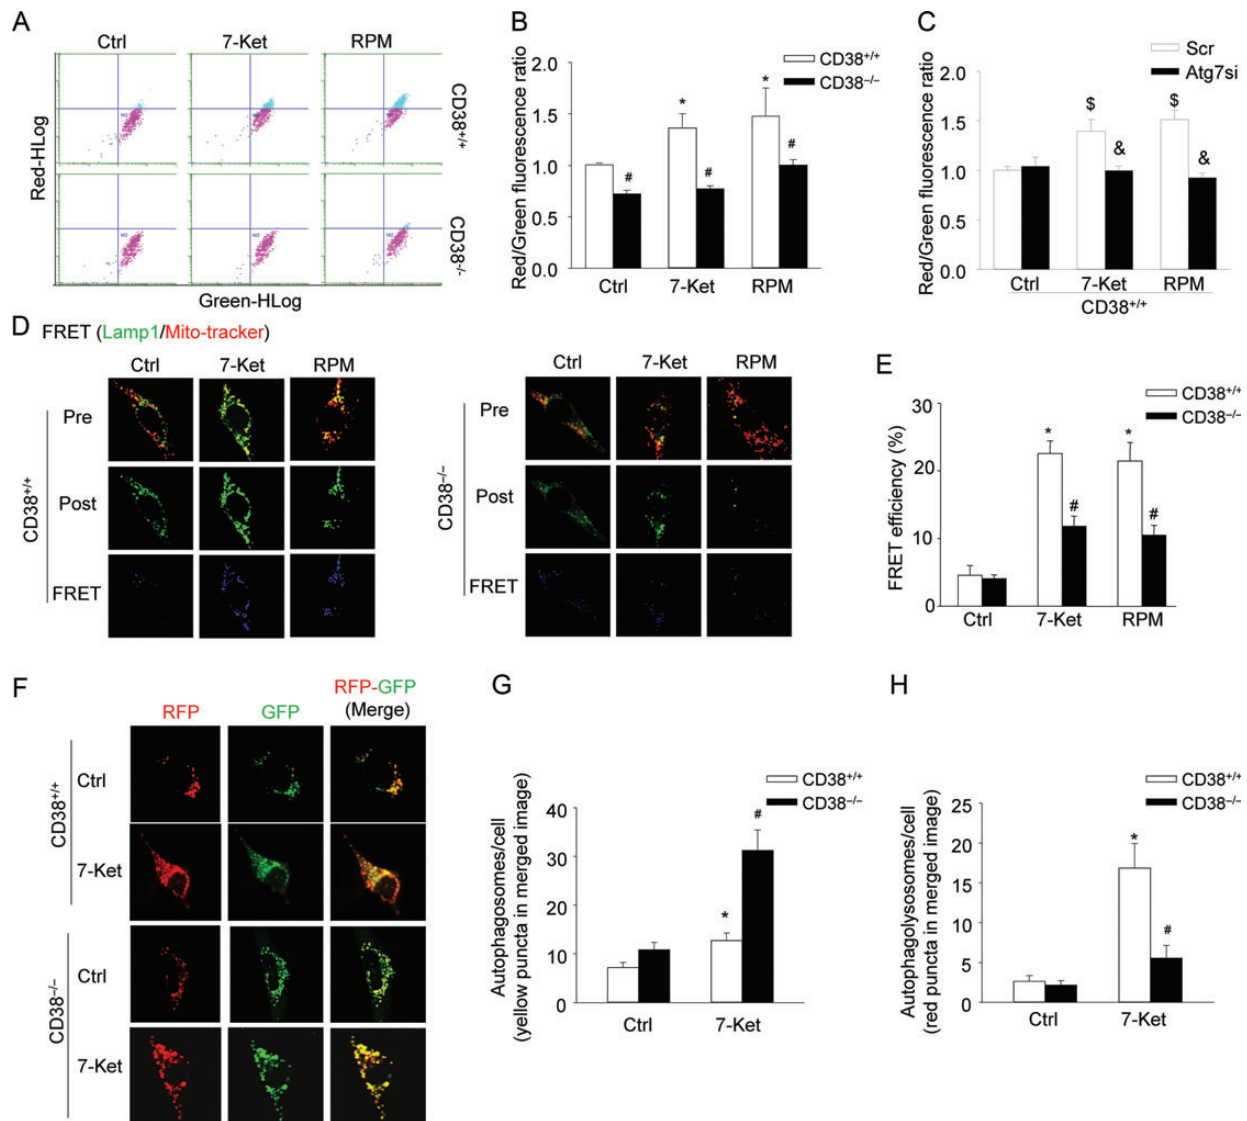 A
Ctrl
7-Ket
RPM
Red-HLog
CD38+/+
CD38-/-
Green-HLog
B
Red/Green fluorescence ratio
2.0
1.5
1.0
0.5
0.0
CD38+/+
CD38−/−
*
*
#
#
#
Ctrl
7-Ket
RPM
C
Red/Green fluorescence ratio
2.0
1.5
1.0
0.5
0.0
Scr
Atg7si
$
$
&
&
Ctrl
7-Ket
RPM
CD38+/+
D
FRET (Lamp1/Mito-tracker)
Ctrl
7-Ket
RPM
CD38+/+
Pre
Post
FRET
Ctrl
7-Ket
RPM
CD38−/−
Pre
Post
FRET
E
FRET efficiency (%)
30
20
10
0
CD38+/+
CD38−/−
*
*
#
#
Ctrl
7-Ket
RPM
F
RFP
GFP
RFP-GFP
(Merge)
CD38+/+
Ctrl
7-Ket
CD38−/−
Ctrl
7-Ket
G
Autophagosomes/cell
(yellow puncta in merged image)
40
30
20
10
0
CD38+/+
CD38−/−
*
#
Ctrl
7-Ket
H
Autophagolysosomes/cell
(red puncta in merged image)
25
20
15
10
5
0
CD38+/+
CD38−/−
*
#
Ctrl
7-Ket